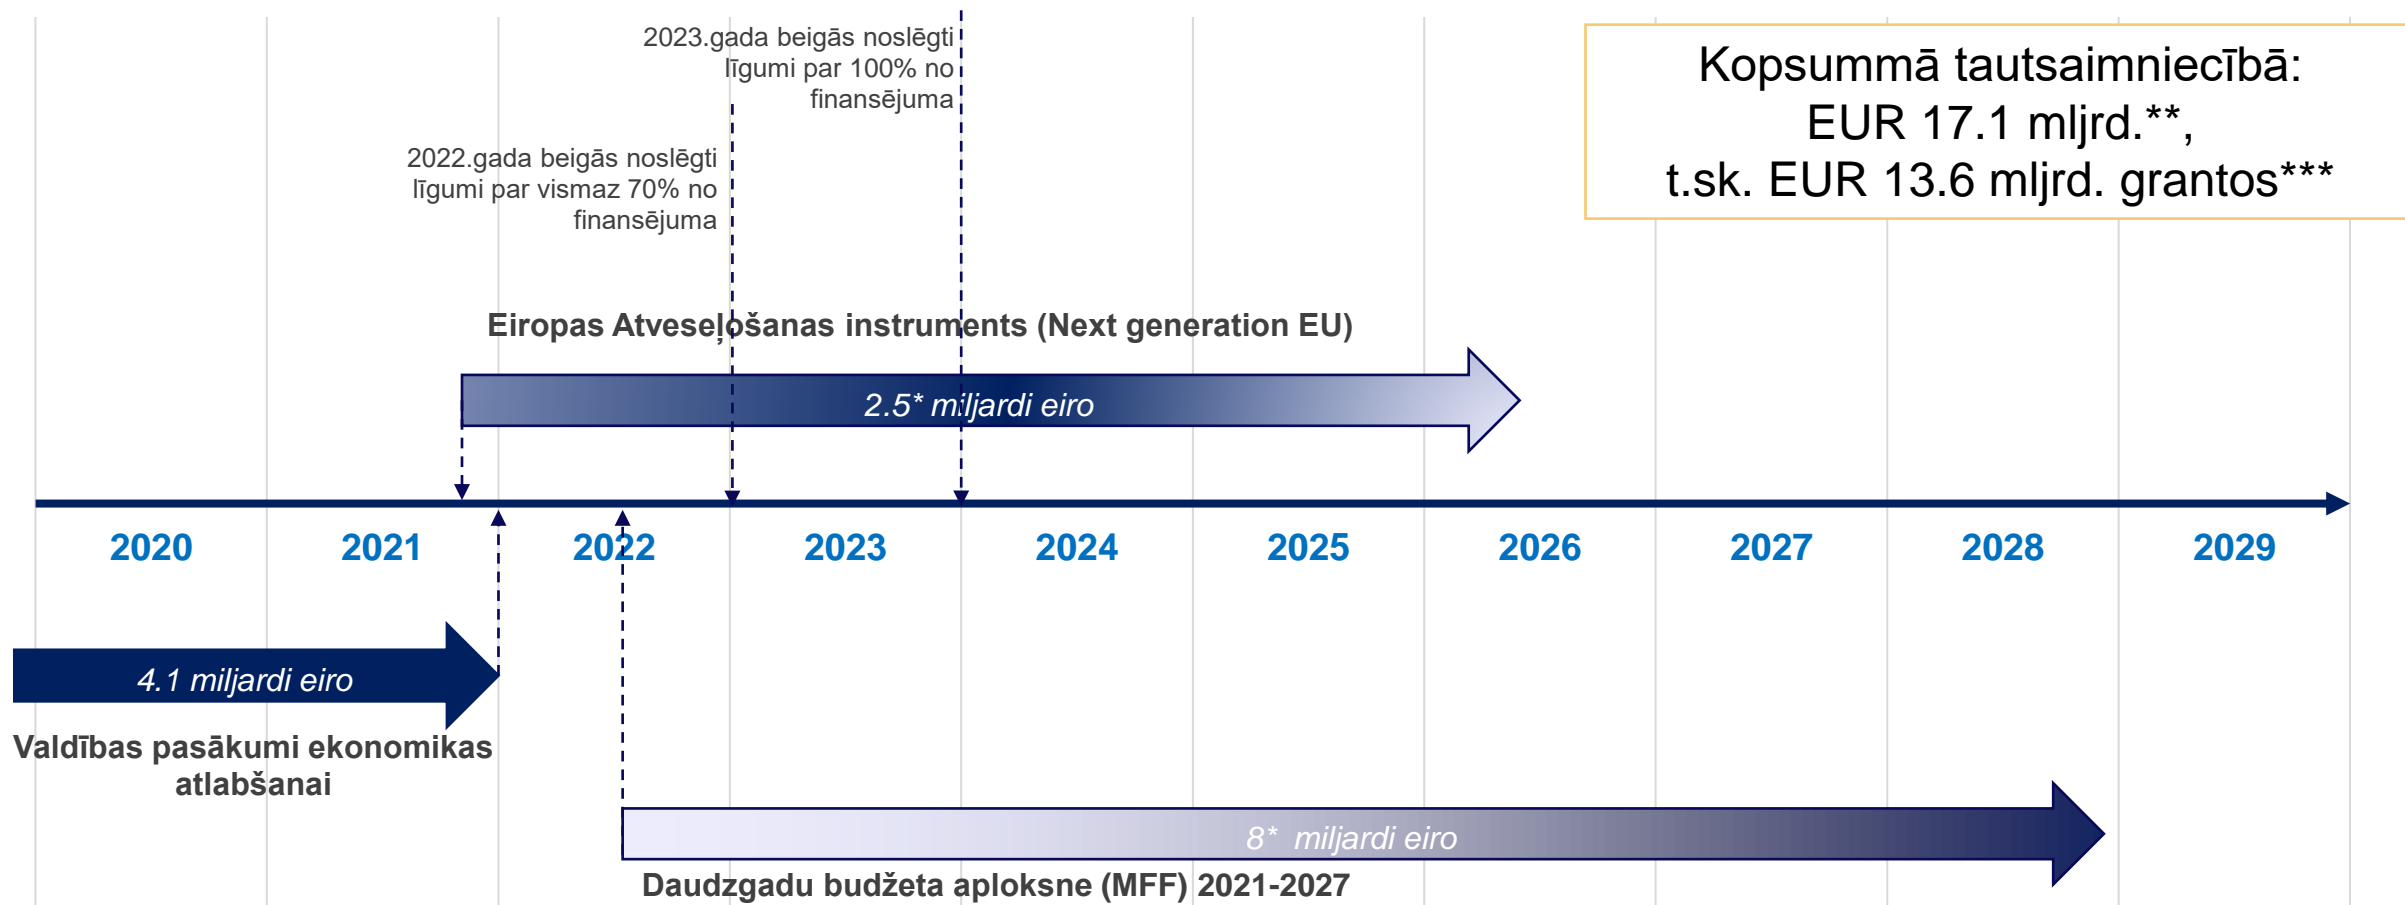 2023.gada beigās noslēgti
līgumi par 100% no
finansējuma
Kopsummā tautsaimniecībā:
EUR 17.1 mljrd.**,
t.sk. EUR 13.6 mljrd. grantos***
2022.gada beigās noslēgti
līgumi par vismaz 70% no
finansējuma
Eiropas Atveseļošanas instruments (Next generation EU)
2.5* miljardi eiro
2020 2021 2022 2023 2024 2025 2026 2027 2028 2029
4.1 miljardi eiro
Valdības pasākumi ekonomikas
atlabšanai
8* miljardi eiro
Daudzgadu budžeta aploksne (MFF) 2021-2027